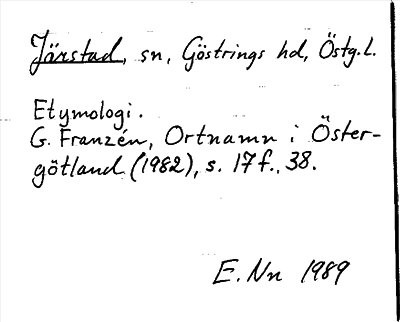 Järstad, sn, Göstrings hd, Östg.l.
Etymologi.
G. Franzén, Ortnamn i Öster-
götland (1982), s. 17 f., 38.
E. Nn 1989